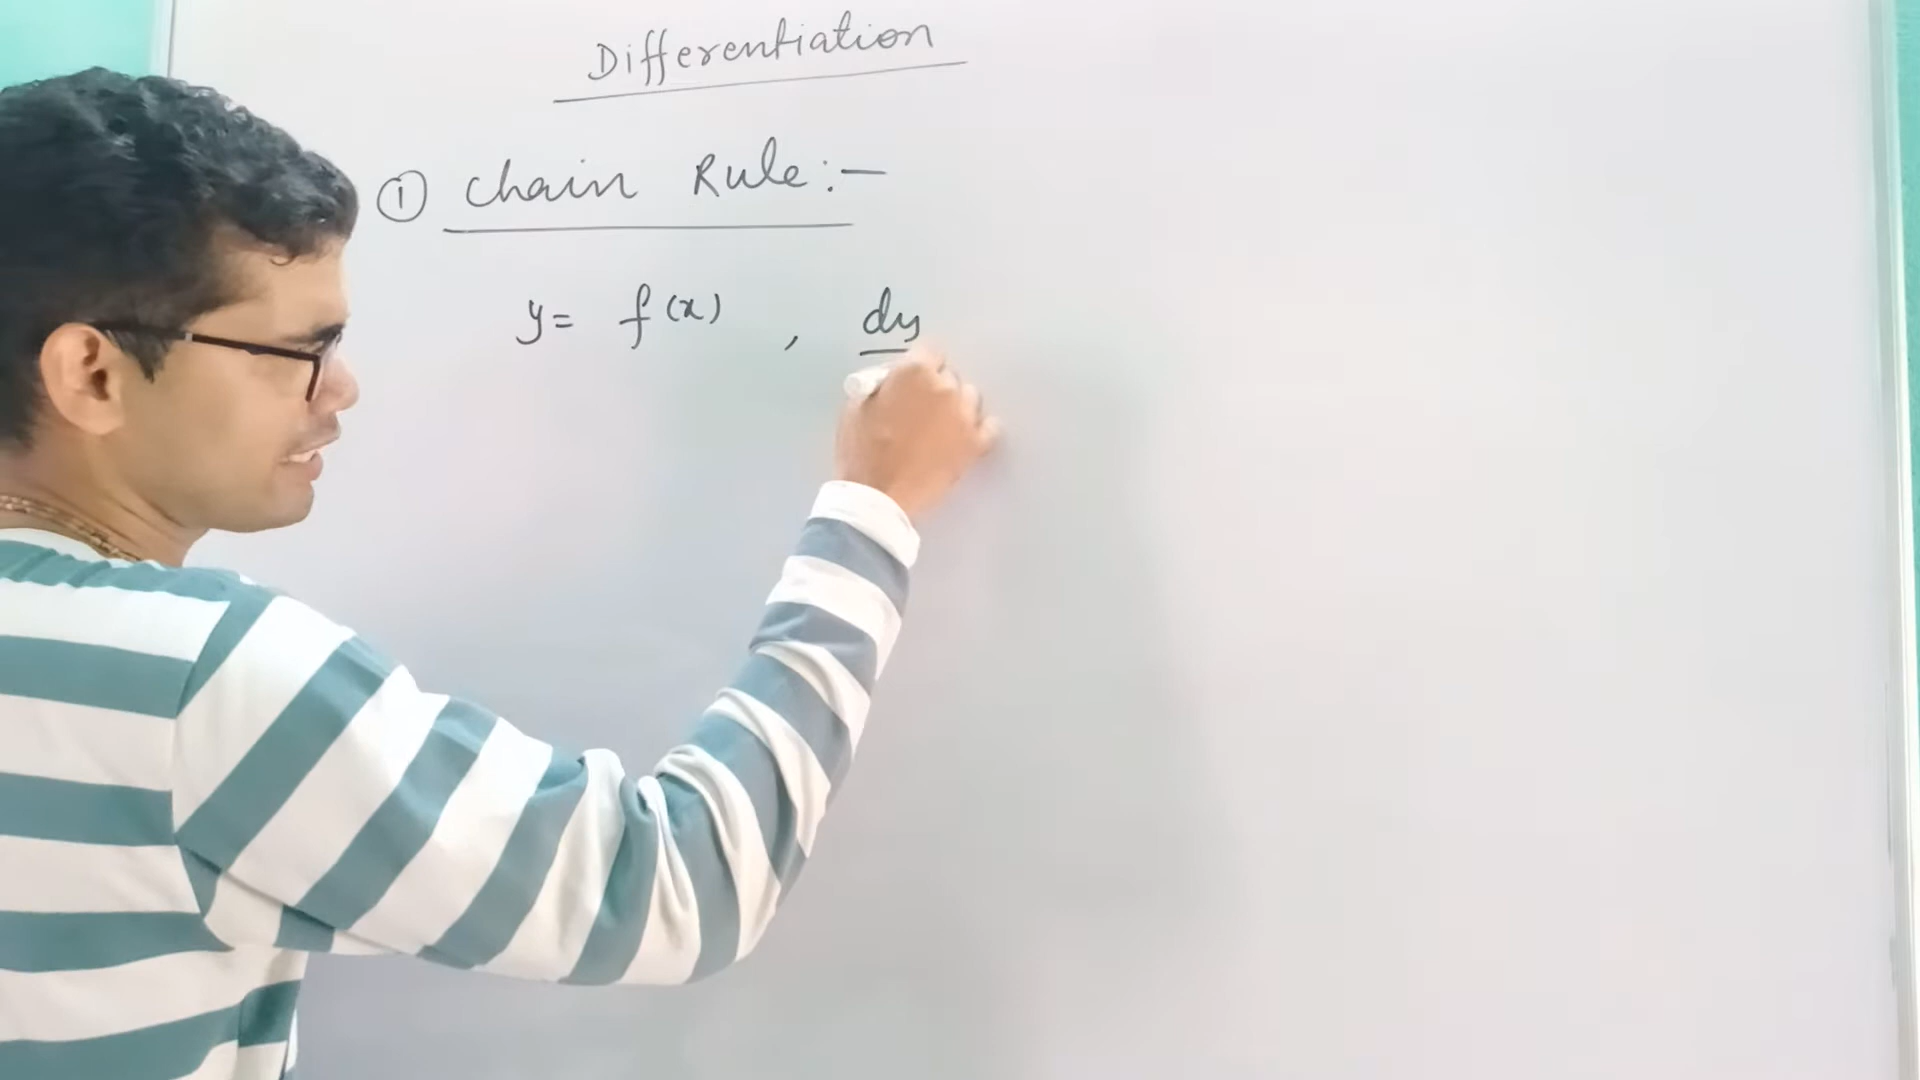 Differentiation
① Chain Rule:-
y= f(x) , dy